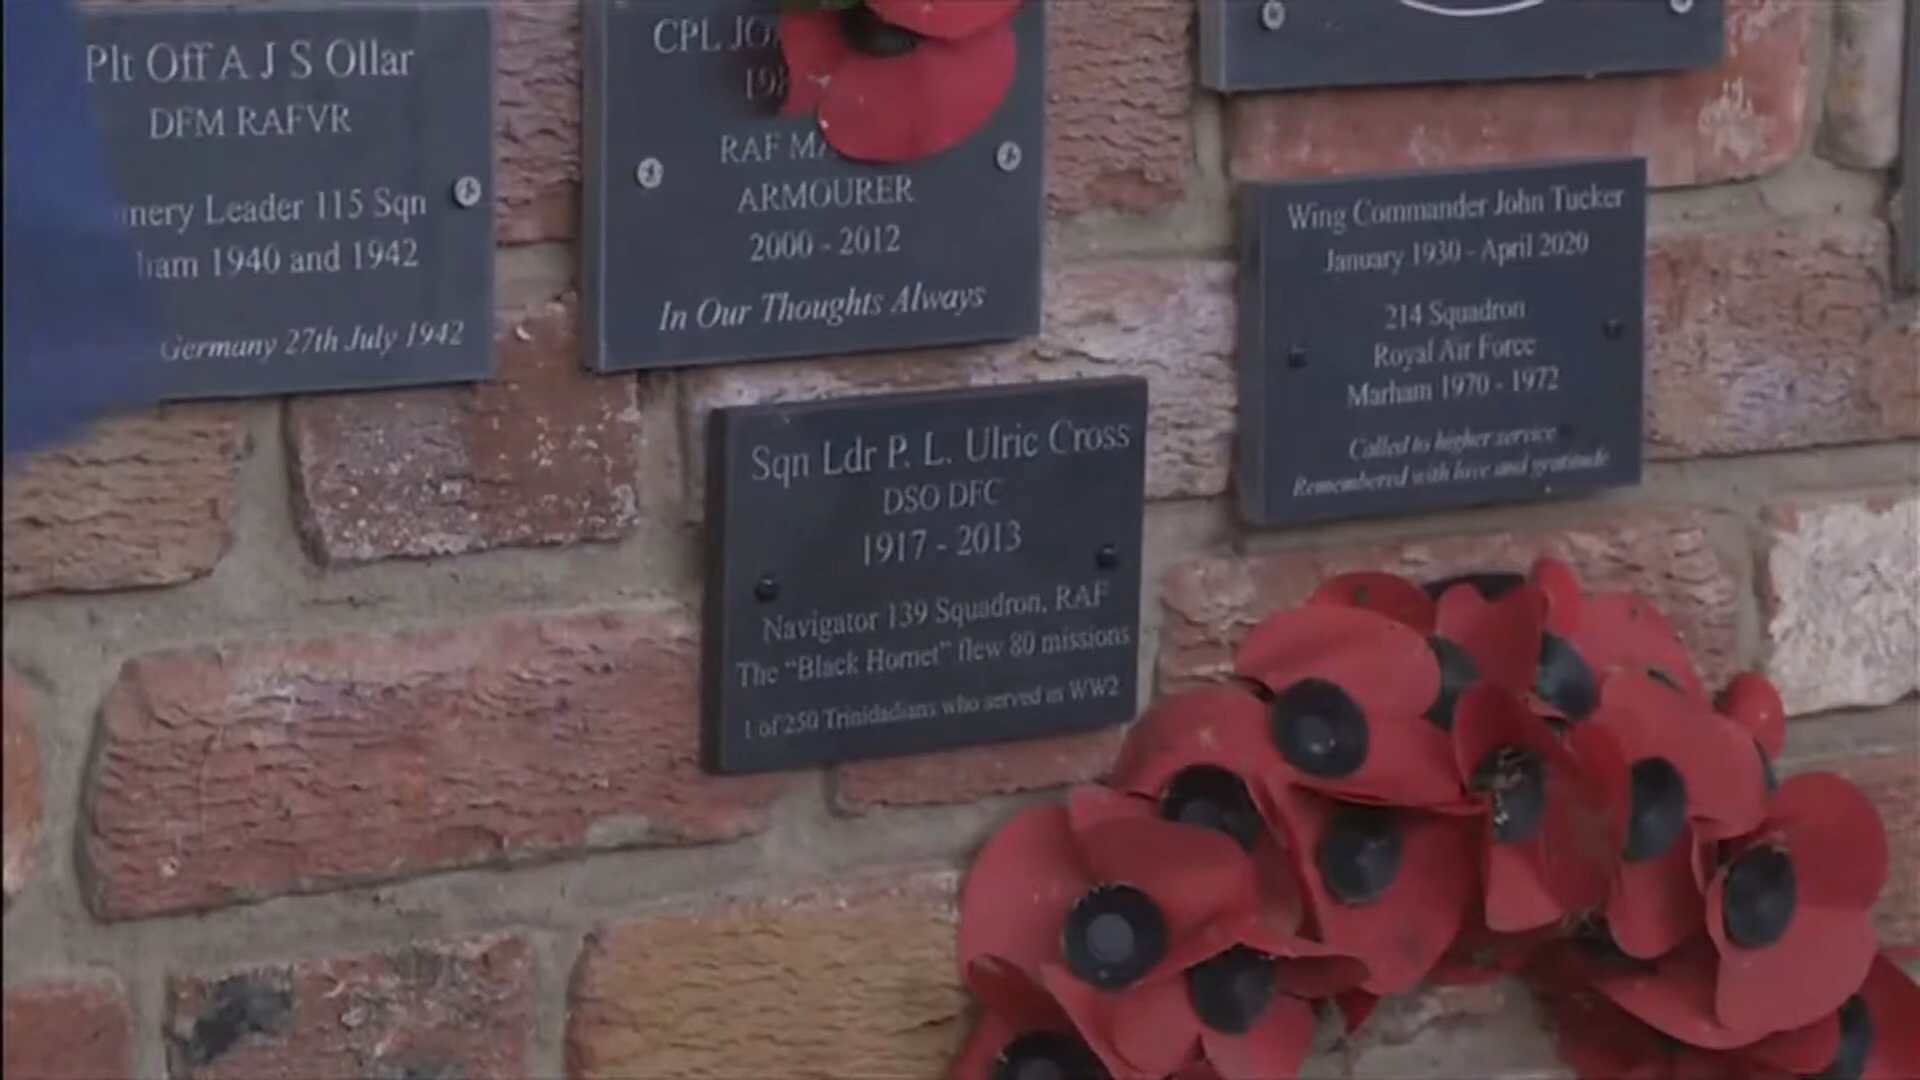 Plt Off A J S Ollar
DFM RAFVR
Leader 115 Sqn
1940 and 1942
Germany 27th July 1942
CPL
RAF
ARMOURER
2000 - 2012
In Our Thoughts Always
Wing Commander John Tucker
January 1930 - April 2020
214 Squadron
Royal Air Force
Marham 1970 - 1972
Called to higher service
Remembered with love and gratitude
Sqn Ldr P. L. Ulric Cross
DSO DFC
1917 - 2013
Navigator 139 Squadron, RAF
The “Black Hornet” flew 80 missions
1 of 250 Trinidadians who served in WW2